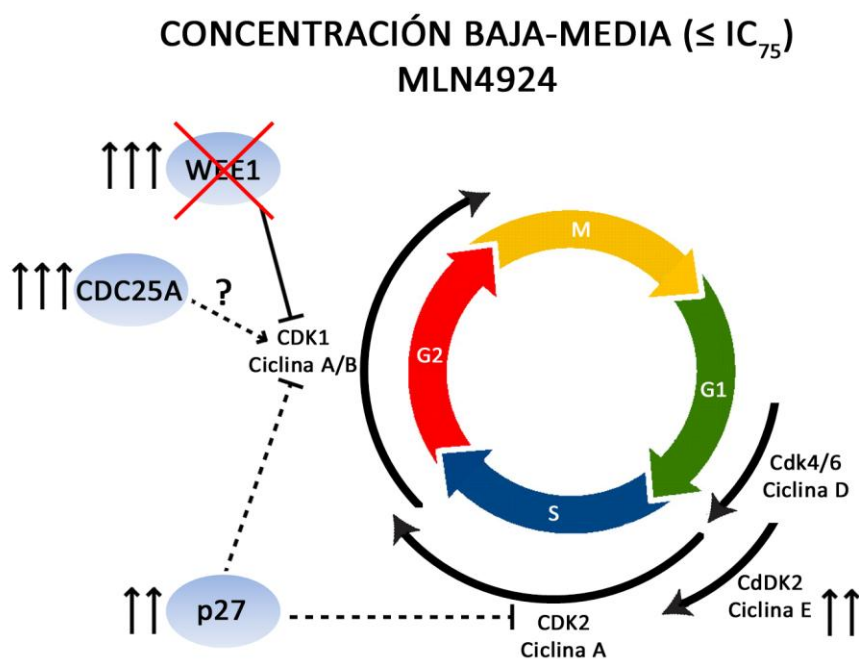 CONCENTRACIÓN BAJA-MEDIA (≤ IC75)
MLN4924
↑↑↑ WEE1
↑↑↑ CDC25A
?
CDK1
Ciclina A/B
M
G2
G1
S
Cdk4/6
Ciclina D
CdDK2
Ciclina E ↑↑
↑↑ p27
CDK2
Ciclina A